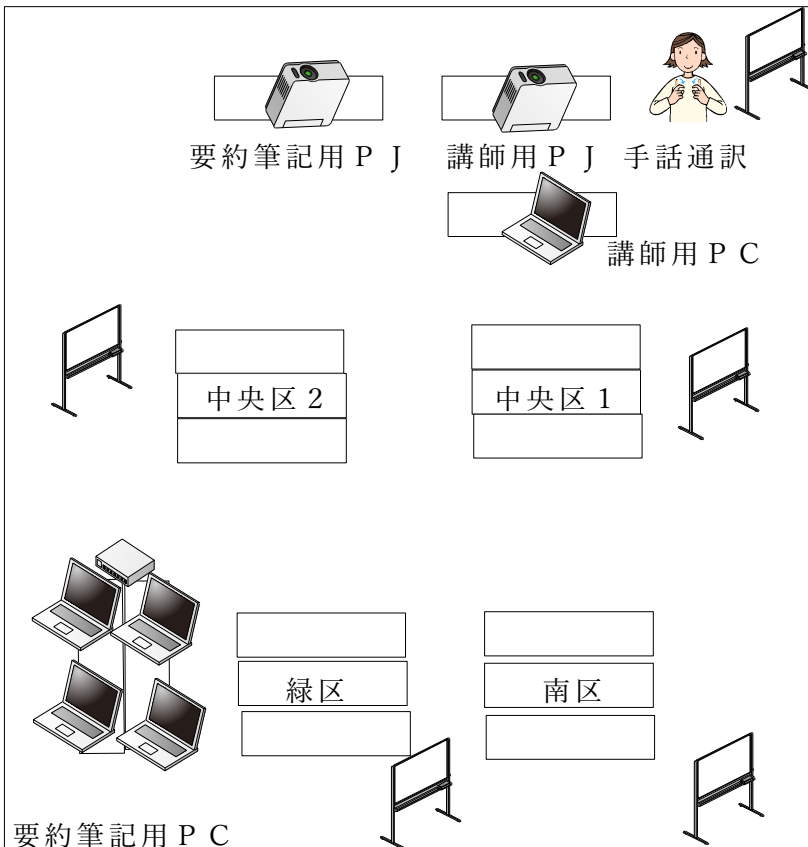 要約筆記用ＰＪ
講師用ＰＪ
手話通訳
講師用ＰＣ
中央区２
中央区１
緑区
南区
要約筆記用ＰＣ